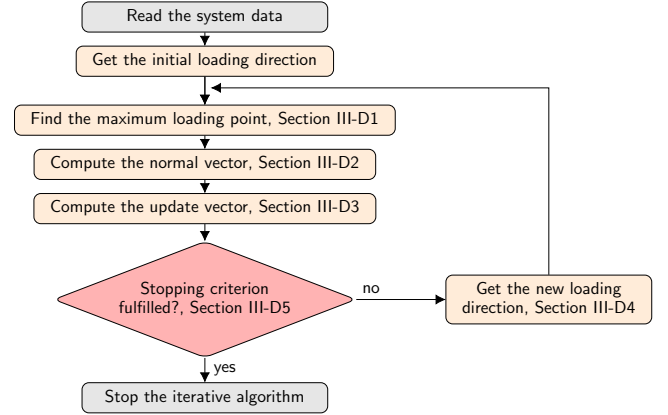 Read the system data
Get the initial loading direction
Find the maximum loading point, Section III-D1
Compute the normal vector, Section III-D2
Compute the update vector, Section III-D3
Stopping criterion
fulfilled?, Section III-D5
no
Get the new loading
direction, Section III-D4
yes
Stop the iterative algorithm